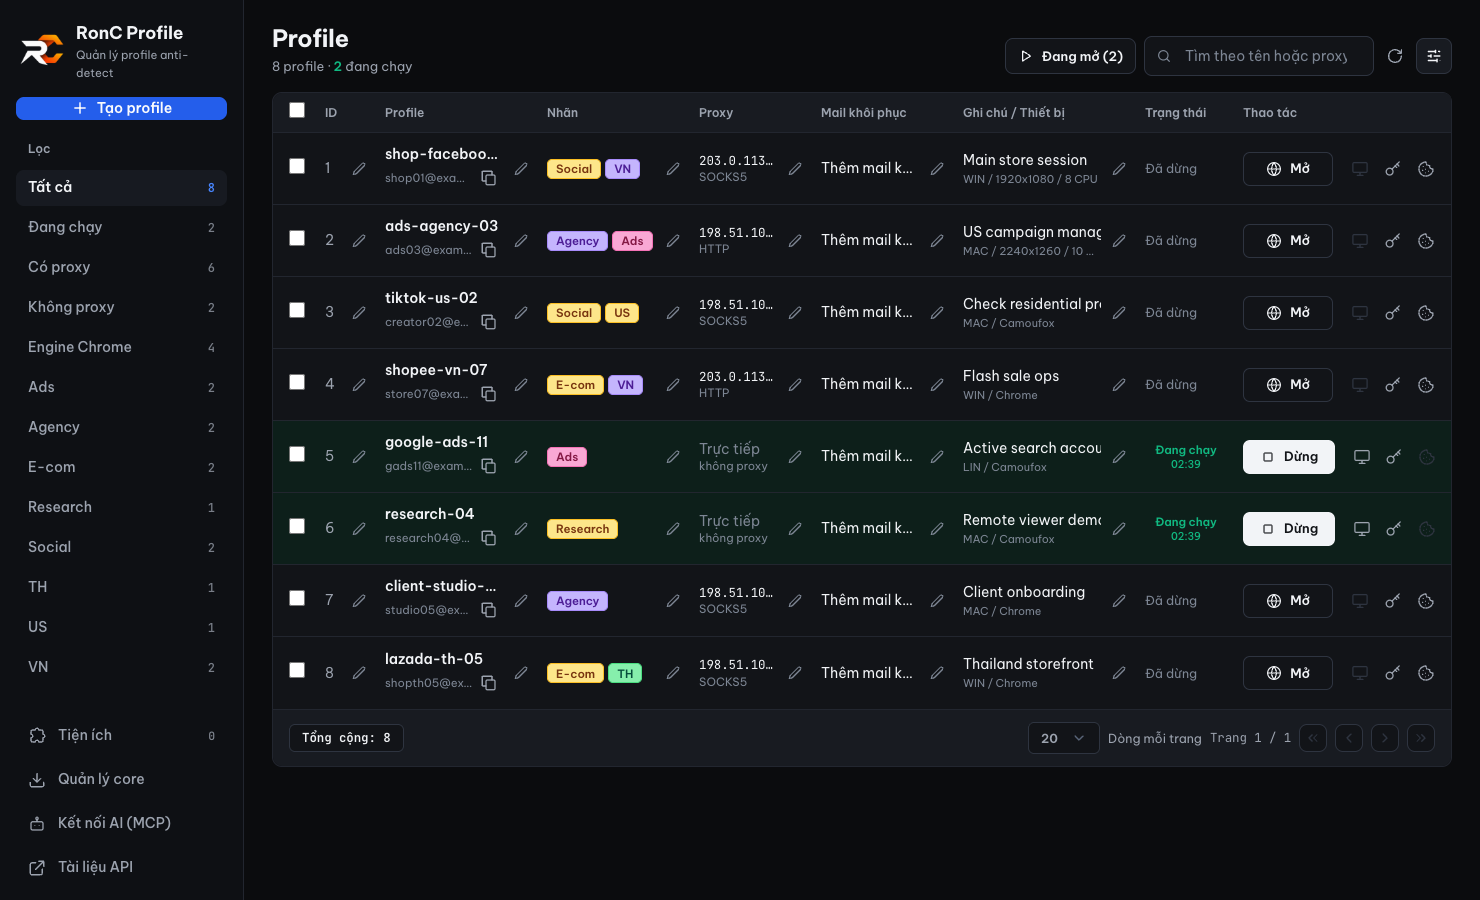 RonC Profile
Quản lý profile anti-
detect
Tạo profile
Lọc
Tất cả 8
Đang chạy 2
Có proxy 6
Không proxy 2
Engine Chrome 4
Ads 2
Agency 2
E-com 2
Research 1
Social 2
TH 1
US 1
VN 2
Tiện ích 0
Quản lý core
Kết nối AI (MCP)
Tài liệu API
Profile
8 profile · 2 đang chạy
Đang mở (2)
Tìm theo tên hoặc proxy
ID Profile Nhãn Proxy Mail khôi phục Ghi chú / Thiết bị Trạng thái Thao tác
1 shop-faceboo... Social VN 203.0.113... Thêm mail k... Main store session Đã dừng Mở
shop01@exa... SOCKS5 WIN / 1920x1080 / 8 CPU
2 ads-agency-03 Agency Ads 198.51.10... Thêm mail k... US campaign manag Đã dừng Mở
ads03@exam... HTTP MAC / 2240x1260 / 10 ...
3 tiktok-us-02 Social US 198.51.10... Thêm mail k... Check residential pr Đã dừng Mở
creator02@e... SOCKS5 MAC / Camoufox
4 shopee-vn-07 E-com VN 203.0.113... Thêm mail k... Flash sale ops Đã dừng Mở
store07@exa... HTTP WIN / Chrome
5 google-ads-11 Ads Trực tiếp Thêm mail k... Active search accou Đang chạy Dừng
gads11@exam... không proxy LIN / Camoufox 02:39
6 research-04 Research Trực tiếp Thêm mail k... Remote viewer demo Đang chạy Dừng
research04@... không proxy MAC / Camoufox 02:39
7 client-studio-... Agency 198.51.10... Thêm mail k... Client onboarding Đã dừng Mở
studio05@ex... SOCKS5 MAC / Chrome
8 lazada-th-05 E-com TH 198.51.10... Thêm mail k... Thailand storefront Đã dừng Mở
shopth05@ex... SOCKS5 WIN / Chrome
Tổng cộng: 8
20 Dòng mỗi trang Trang 1 / 1